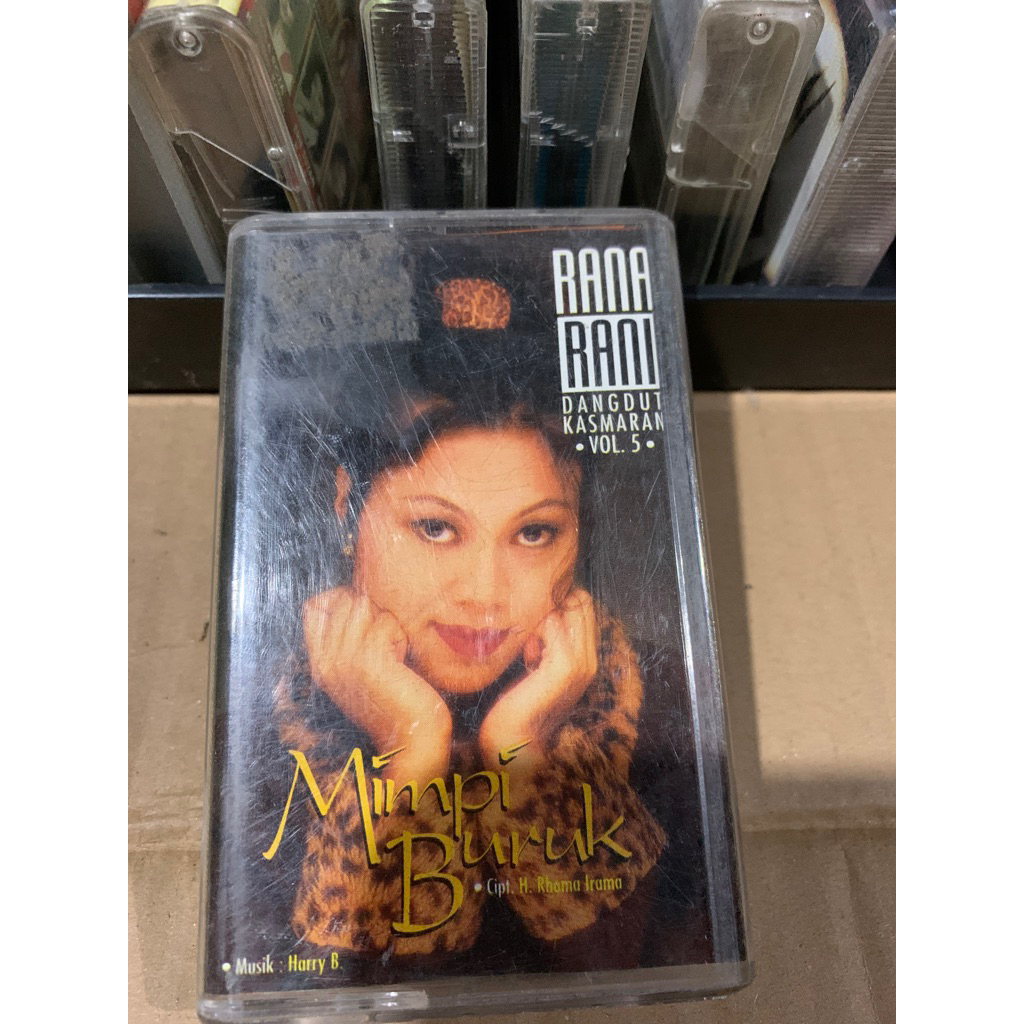 RANA
RANI
DANGDUT
KASMARAN
• VOL. 5 •
Mimpi
Buruk
• Cipt. H. Rhoma Irama
• Musik : Harry B.